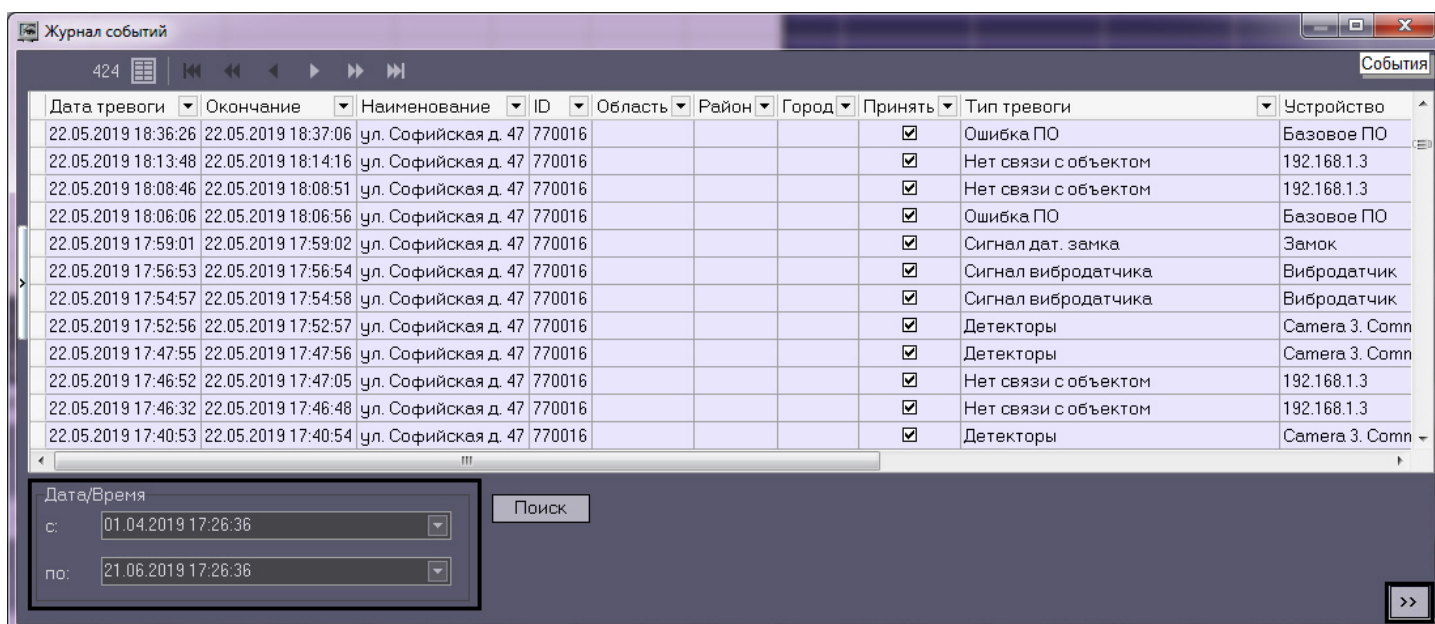 Журнал событий
424
События
Дата тревоги Окончание Наименование ID Область Район Город Принять Тип тревоги Устройство
22.05.2019 18:36:26 22.05.2019 18:37:06 ул. Софийская д. 47 770016 Ошибка ПО Базовое ПО
22.05.2019 18:13:48 22.05.2019 18:14:16 ул. Софийская д. 47 770016 Нет связи с объектом 192.168.1.3
22.05.2019 18:08:46 22.05.2019 18:08:51 ул. Софийская д. 47 770016 Нет связи с объектом 192.168.1.3
22.05.2019 18:06:06 22.05.2019 18:06:56 ул. Софийская д. 47 770016 Ошибка ПО Базовое ПО
22.05.2019 17:59:01 22.05.2019 17:59:02 ул. Софийская д. 47 770016 Сигнал дат. замка Замок
22.05.2019 17:56:53 22.05.2019 17:56:54 ул. Софийская д. 47 770016 Сигнал вибродатчика Вибродатчик
22.05.2019 17:54:57 22.05.2019 17:54:58 ул. Софийская д. 47 770016 Сигнал вибродатчика Вибродатчик
22.05.2019 17:52:56 22.05.2019 17:52:57 ул. Софийская д. 47 770016 Детекторы Camera 3. Comn
22.05.2019 17:47:55 22.05.2019 17:47:56 ул. Софийская д. 47 770016 Детекторы Camera 3. Comn
22.05.2019 17:46:52 22.05.2019 17:47:05 ул. Софийская д. 47 770016 Нет связи с объектом 192.168.1.3
22.05.2019 17:46:32 22.05.2019 17:46:48 ул. Софийская д. 47 770016 Нет связи с объектом 192.168.1.3
22.05.2019 17:40:53 22.05.2019 17:40:54 ул. Софийская д. 47 770016 Детекторы Camera 3. Comn
Дата/Время
с: 01.04.2019 17:26:36
Поиск
по: 21.06.2019 17:26:36
>>